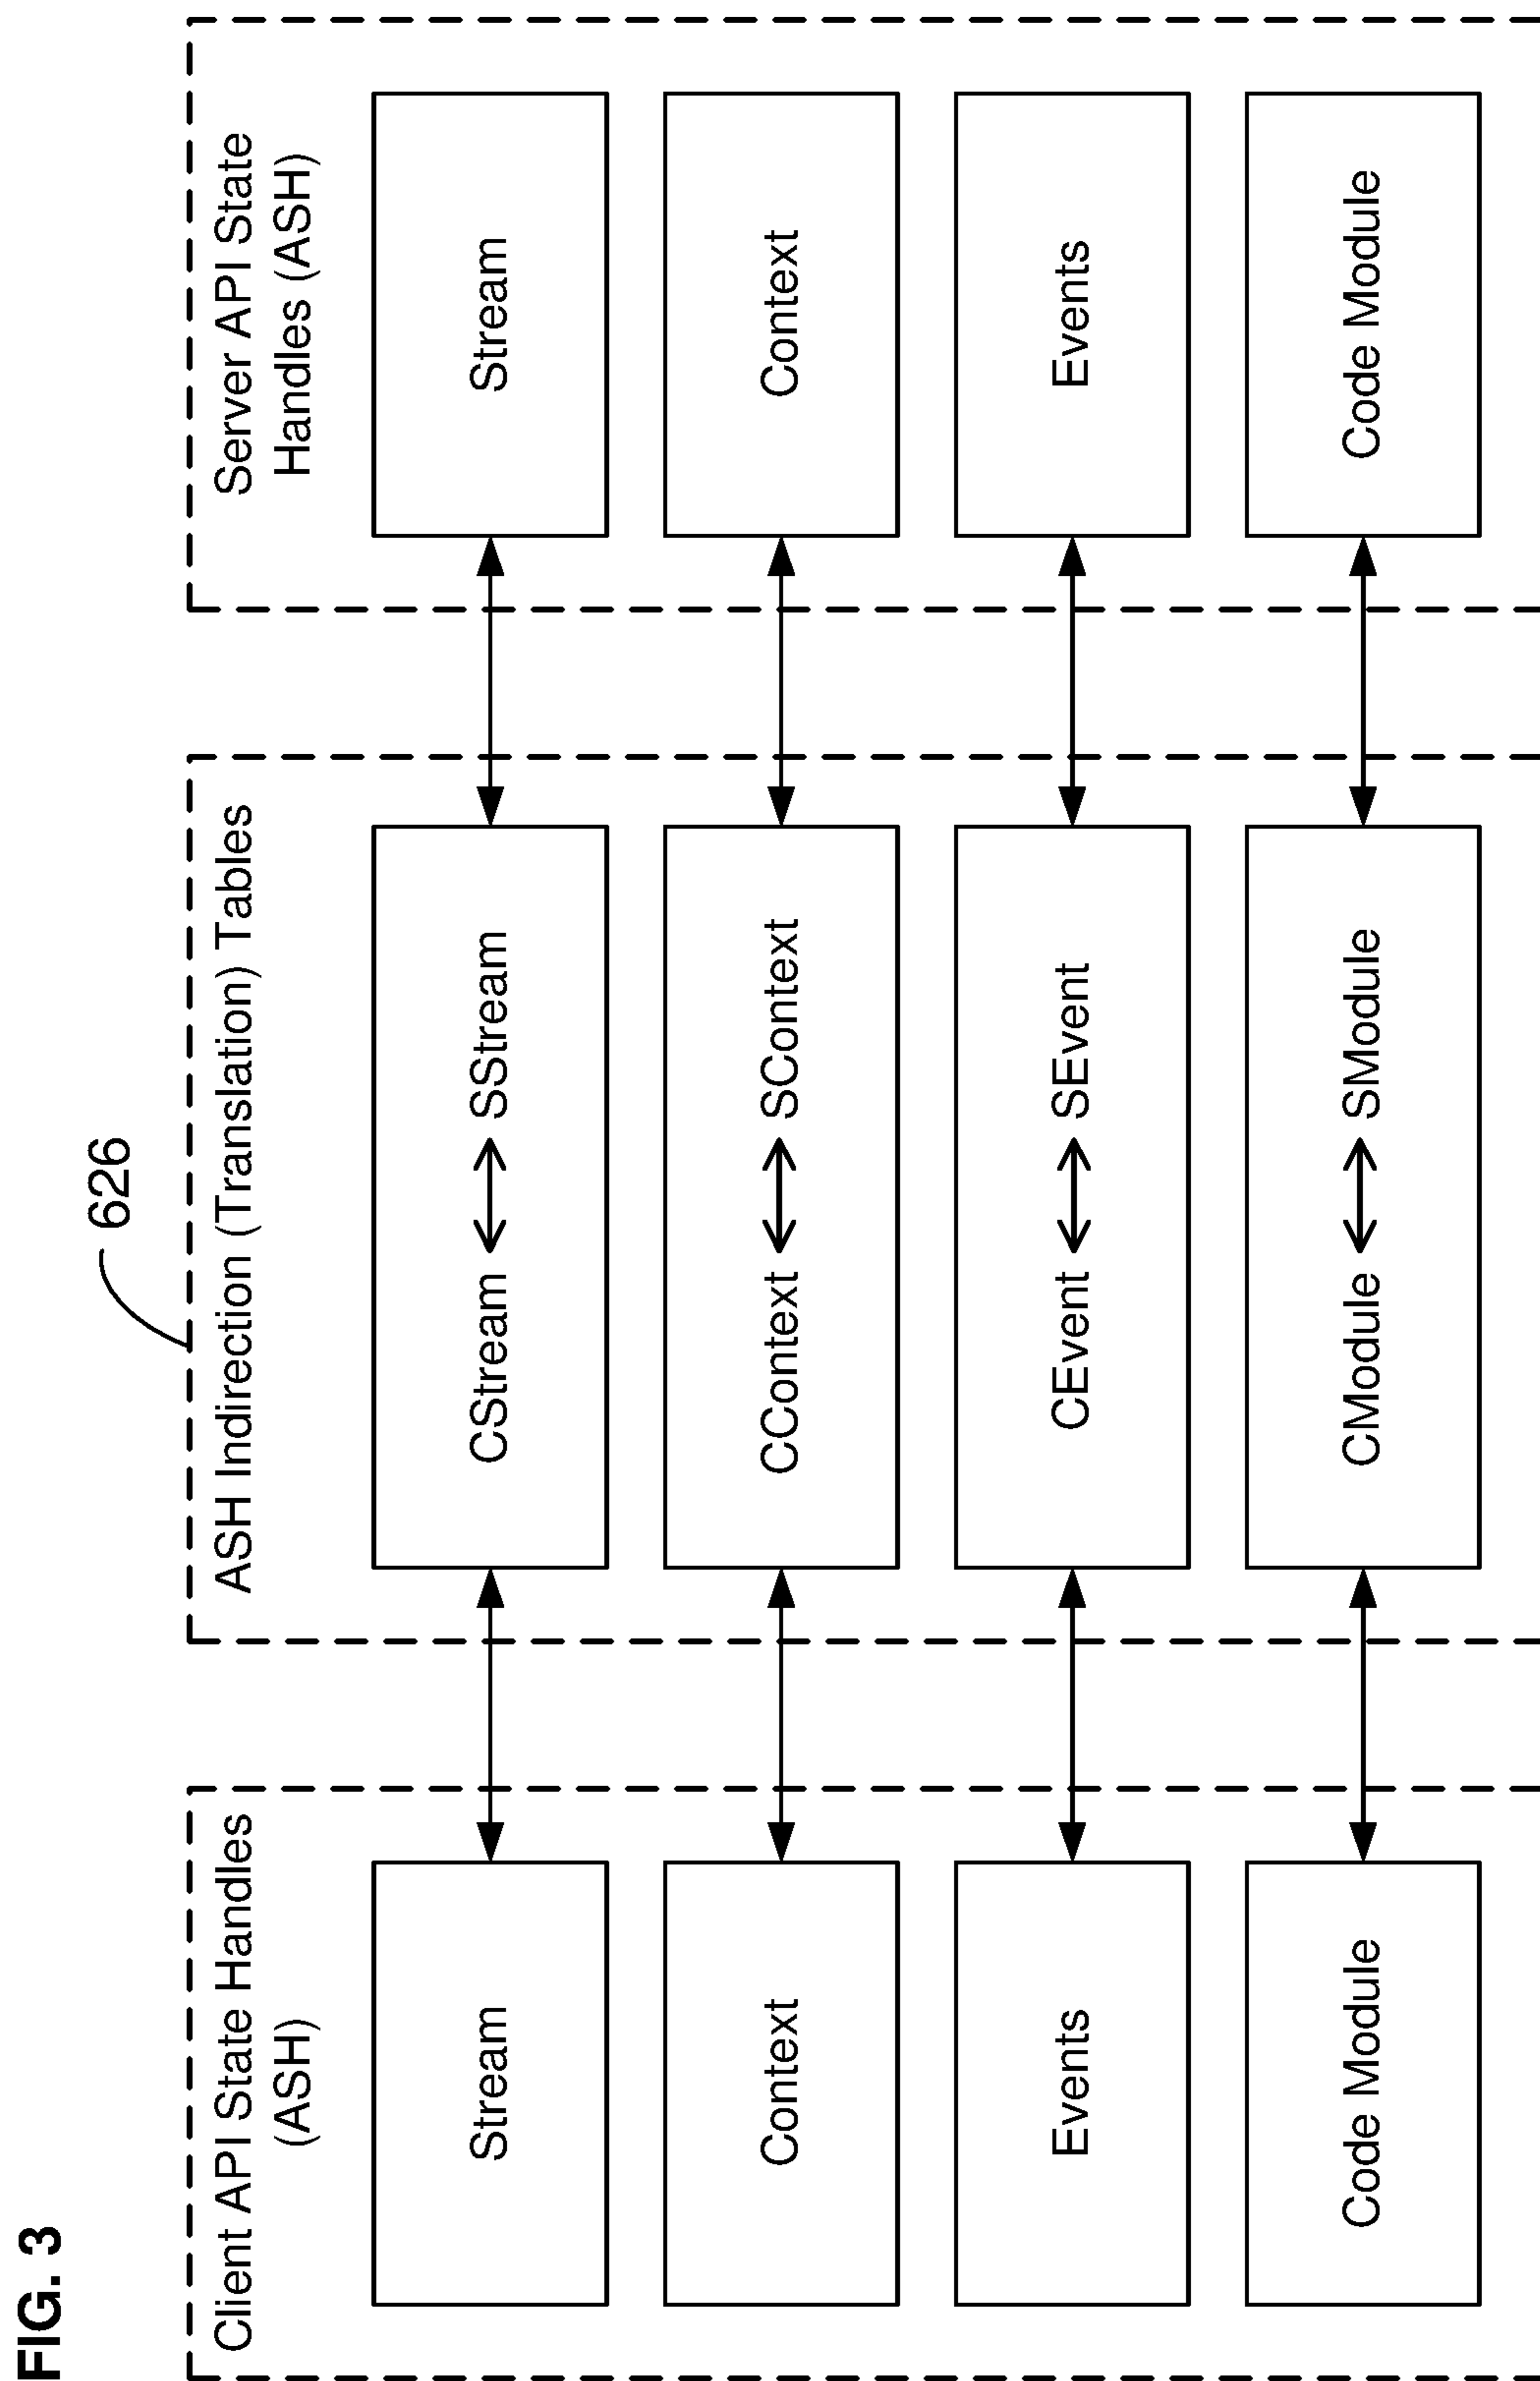 FIG. 3
626
Client API State Handles
(ASH)
Stream
Context
Events
Code Module
ASH Indirection (Translation) Tables
CStream ⟷ SStream
CContext ⟷ SContext
CEvent ⟷ SEvent
CModule ⟷ SModule
Server API State
Handles (ASH)
Stream
Context
Events
Code Module